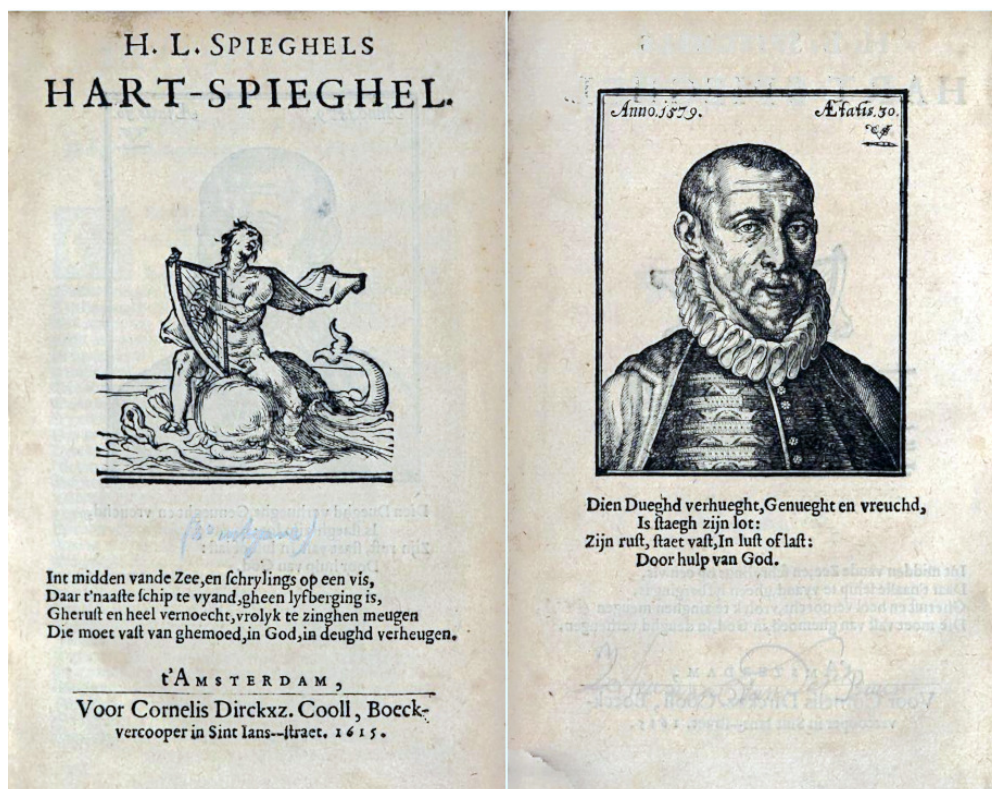 H. L. SPIEGHELS
HART-SPIEGHEL.
Int midden vande Zee, en ſchrylings op een vis,
Daar t'naaſte ſchip te vyand, gheen lyfberging is,
Gheruſt en heel vernoecht, vrolyk te zinghen meugen
Die moet vaſt van ghemoed, in God, in deughd verheugen.
t'AMSTERDAM,
Voor Cornelis Dirckxz. Cooll, Boeck-
vercooper in Sint Ians--ſtraet. 1615.
Anno. 1579. Ætatis. 30.
Dien Dueghd verhueght, Genueght en vreuchd,
Is ſtaegh zijn lot:
Zijn ruſt, ſtaet vaſt, In luſt of laſt:
Door hulp van God.